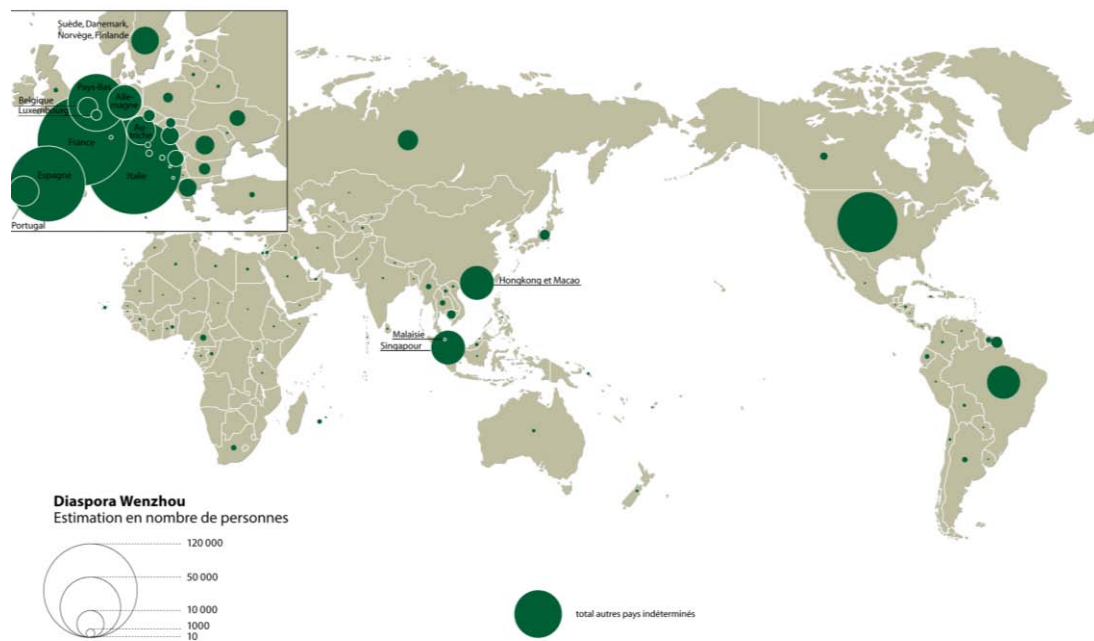 Suède, Danemark,
Norvège, Finlande
Pays-Bas
Alle-
magne
Belgique
Luxembourg
Au-
triche
France
Italie
Espagne
Portugal
Hongkong et Macao
Malaisie
Singapour
Diaspora Wenzhou
Estimation en nombre de personnes
120 000
50 000
10 000
1000
10
total autres pays indéterminés